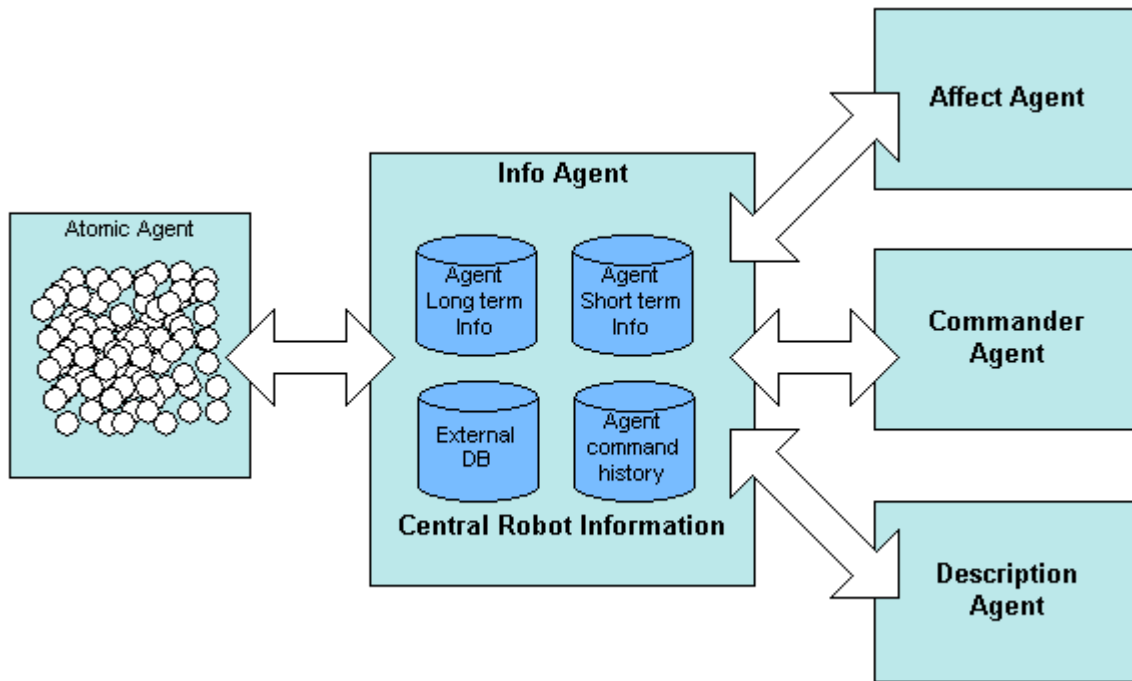 Atomic Agent
Info Agent
Agent
Long term
Info
Agent
Short term
Info
External
DB
Agent
command
history
Central Robot Information
Affect Agent
Commander
Agent
Description
Agent